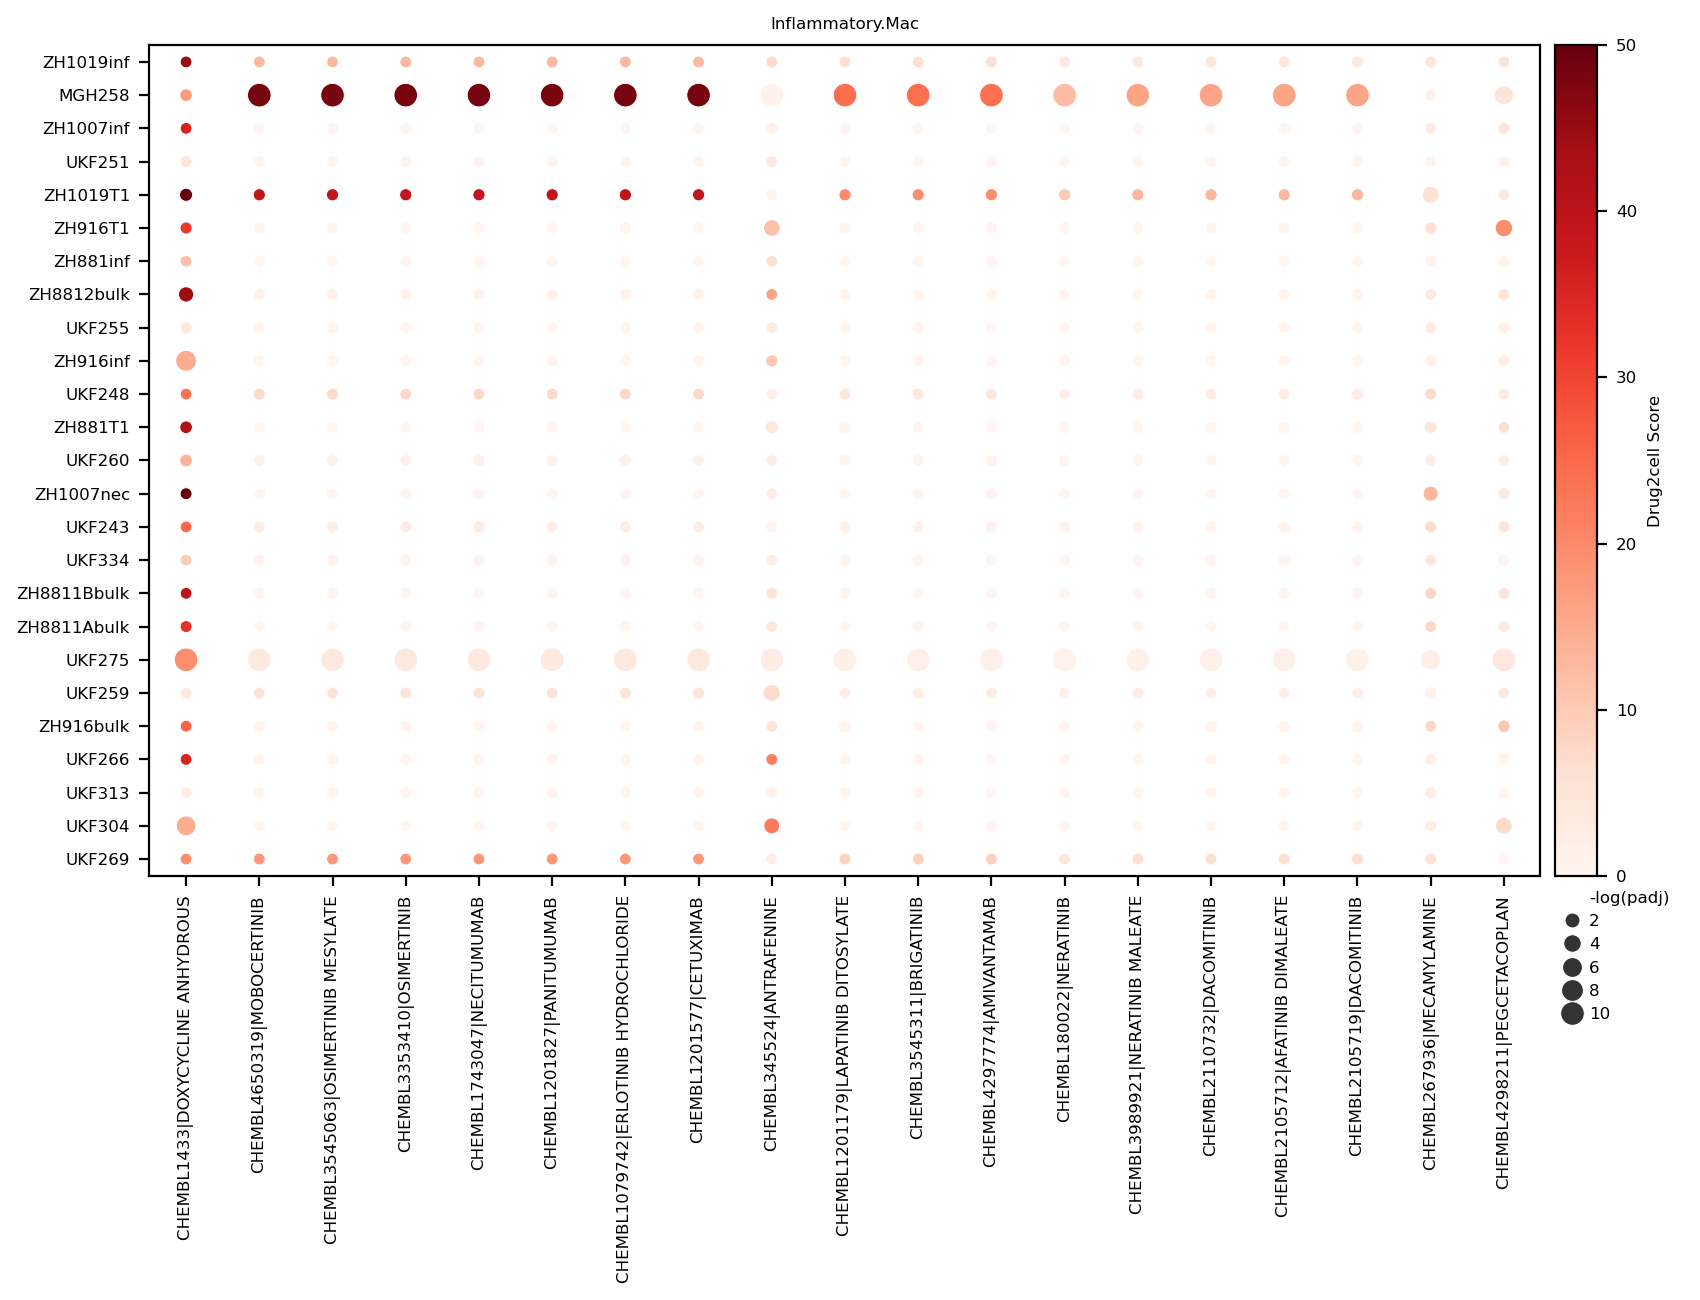 Inflammatory.Mac
ZH1019inf
MGH258
ZH1007inf
UKF251
ZH1019T1
ZH916T1
ZH881inf
ZH8812bulk
UKF255
ZH916inf
UKF248
ZH881T1
UKF260
ZH1007nec
UKF243
UKF334
ZH8811Bbulk
ZH8811Abulk
UKF275
UKF259
ZH916bulk
UKF266
UKF313
UKF304
UKF269
CHEMBL1433|DOXYCYCLINE ANHYDROUS
CHEMBL4650319|MOBOCERTINIB
CHEMBL3545063|OSIMERTINIB MESYLATE
CHEMBL3353410|OSIMERTINIB
CHEMBL1743047|NECITUMUMAB
CHEMBL1201827|PANITUMUMAB
CHEMBL1079742|ERLOTINIB HYDROCHLORIDE
CHEMBL1201577|CETUXIMAB
CHEMBL345524|ANTRAFENINE
CHEMBL1201179|LAPATINIB DITOSYLATE
CHEMBL3545311|BRIGATINIB
CHEMBL4297774|AMIVANTAMAB
CHEMBL180022|NERATINIB
CHEMBL3989921|NERATINIB MALEATE
CHEMBL2110732|DACOMITINIB
CHEMBL2105712|AFATINIB DIMALEATE
CHEMBL2105719|DACOMITINIB
CHEMBL267936|MECAMYLAMINE
CHEMBL4298211|PEGCETACOPLAN
50
40
30
20
10
0
Drug2cell Score
-log(padj)
2
4
6
8
10